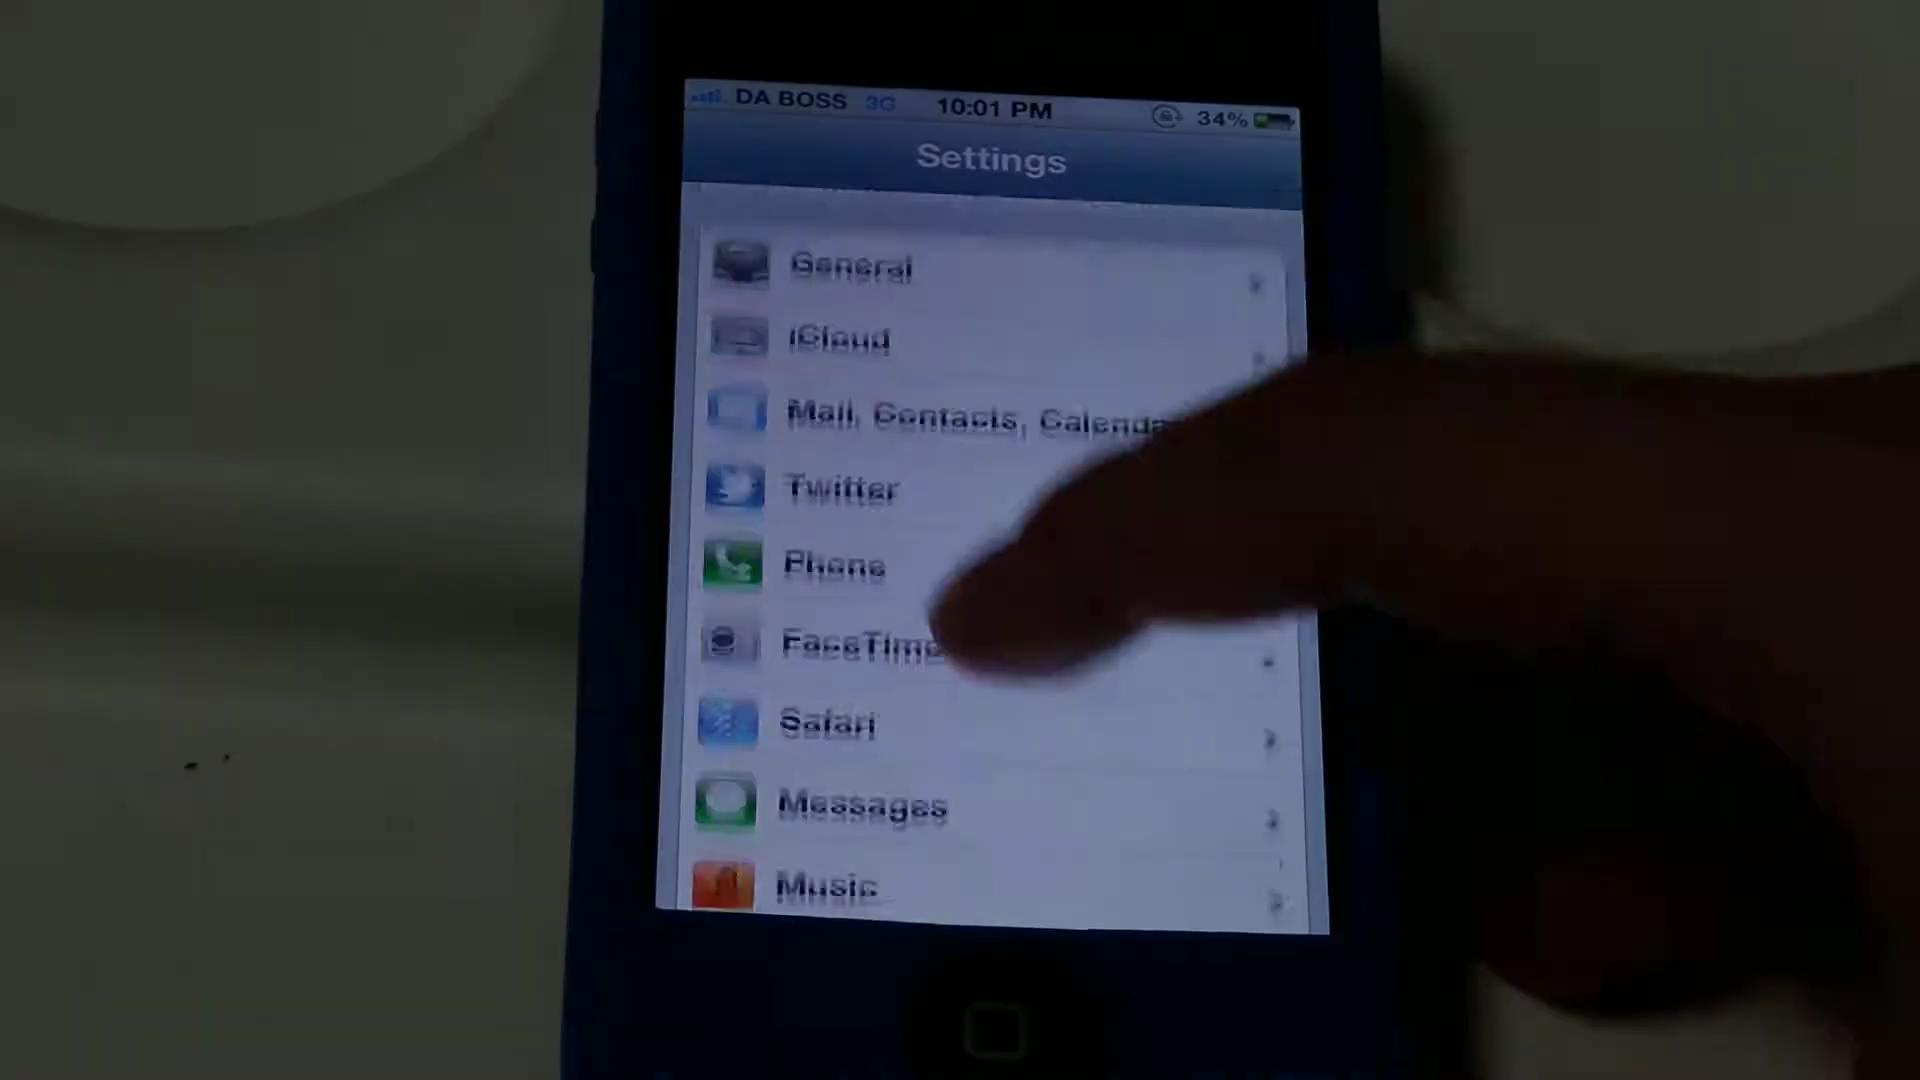 DA BOSS 3G 10:01 PM 34%
Settings
General
iCloud
Mail, Contacts, Calenda
Twitter
Phone
FaceTime
Safari
Messages
Music